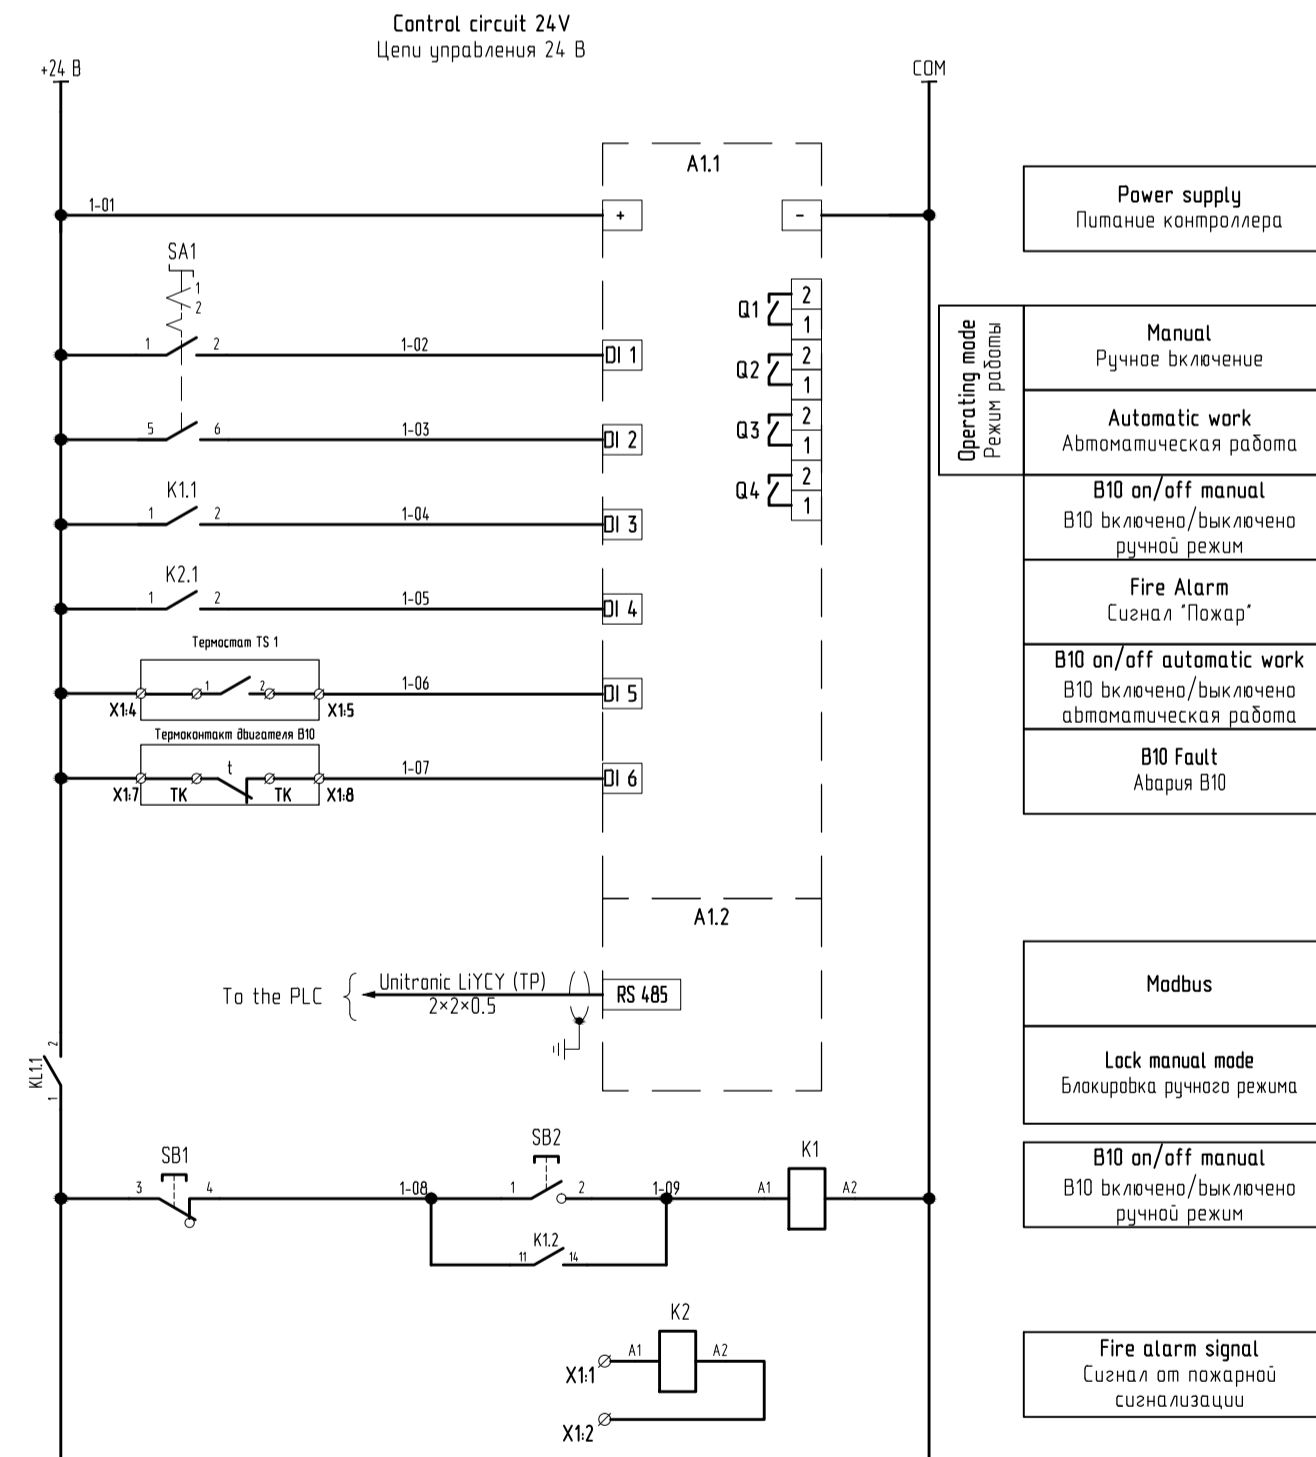 Control circuit 24V
Цепи управления 24 В
+24 В
COM
A1.1
1-01
+
-
Power supply
Питание контроллера
SA1
1
2
1
2
1-02
DI 1
Q1
2
1
Operating mode
Режим работы
Manual
Ручное включение
Q2
2
1
5
6
1-03
DI 2
Q3
2
1
Automatic work
Автоматическая работа
K1.1
1
2
1-04
DI 3
Q4
2
1
B10 on/off manual
В10 включено/выключено
ручной режим
K2.1
1
2
1-05
DI 4
Fire Alarm
Сигнал "Пожар"
Термостат TS 1
1
2
1-06
DI 5
X1:4
X1:5
B10 on/off automatic work
В10 включено/выключено
автоматическая работа
Термоконтакт двигателя В10
t
1-07
DI 6
X1:7
TK
TK
X1:8
B10 Fault
Авария В10
A1.2
To the PLC
Unitronic LiYCY (TP)
2×2×0.5
RS 485
Modbus
KL1.1
2
1
Lock manual mode
Блокировка ручного режима
SB1
3
4
1-08
SB2
1
2
1-09
K1
A1
A2
K1.2
11
14
B10 on/off manual
В10 включено/выключено
ручной режим
K2
A1
A2
X1:1
X1:2
Fire alarm signal
Сигнал от пожарной
сигнализации